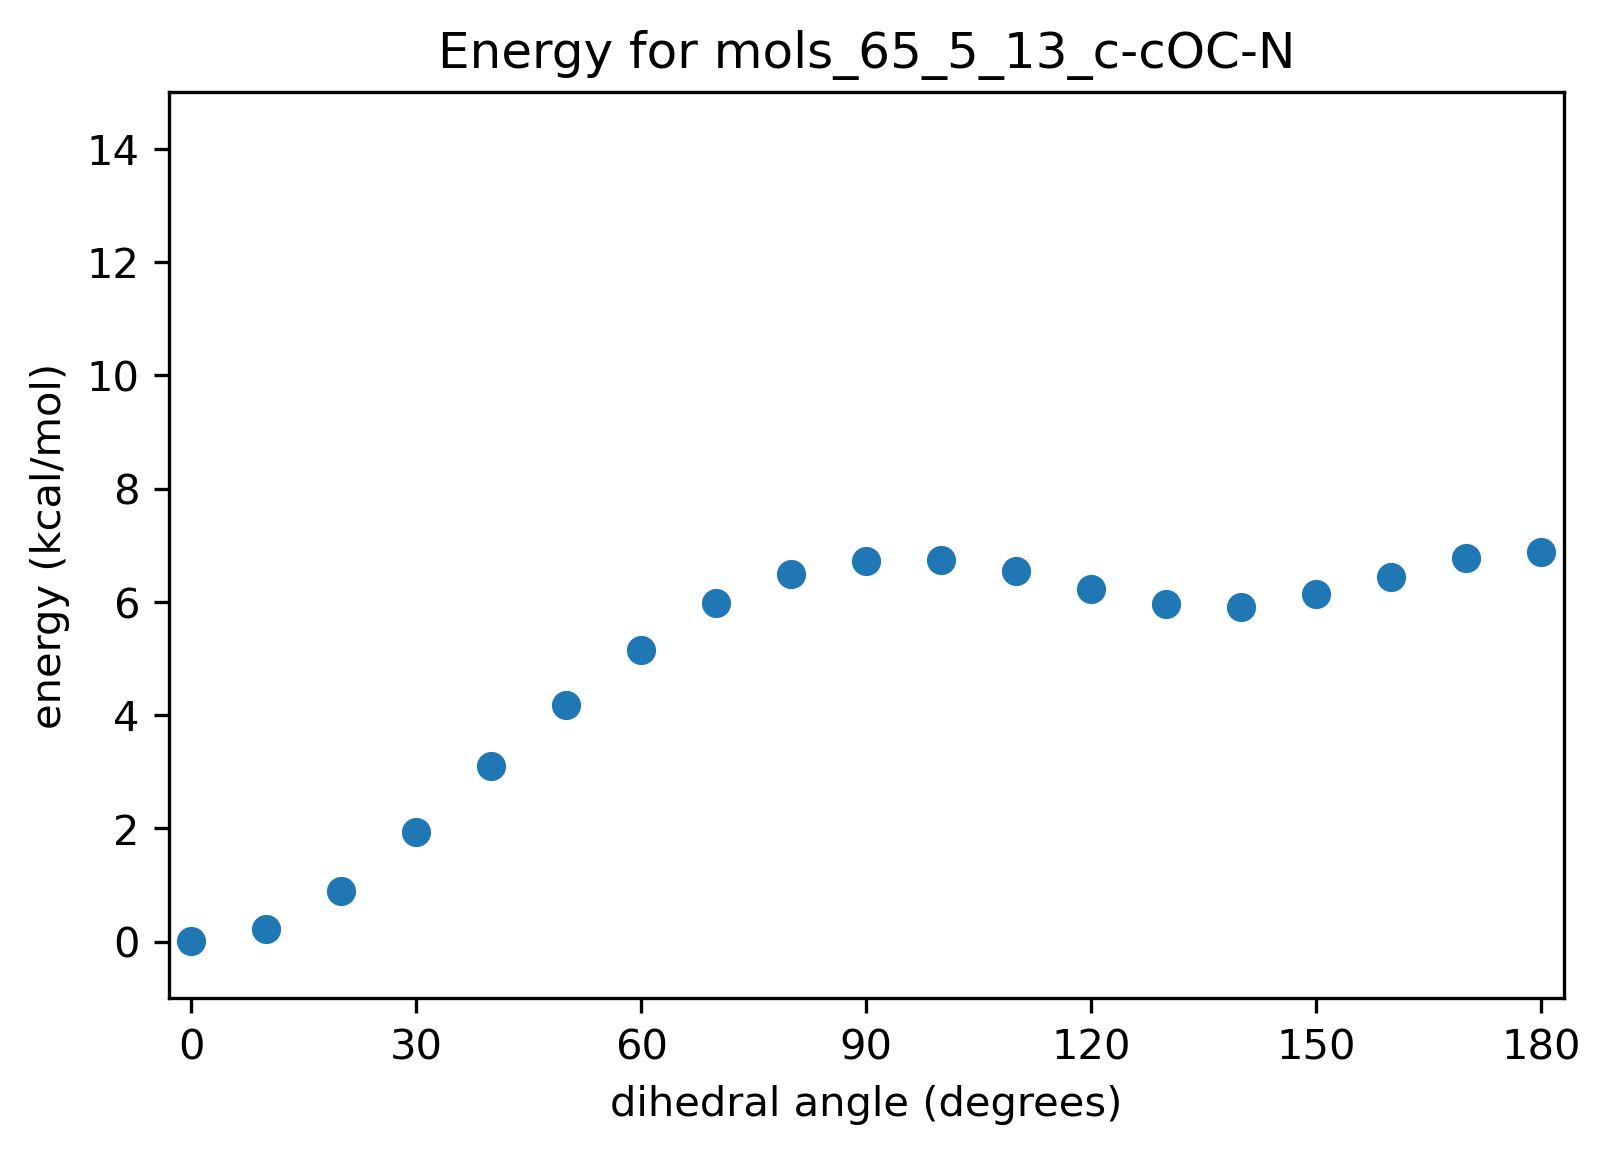 Energy for mols_65_5_13_c-cOC-N
energy (kcal/mol)
14
12
10
8
6
4
2
0
0 30 60 90 120 150 180
dihedral angle (degrees)